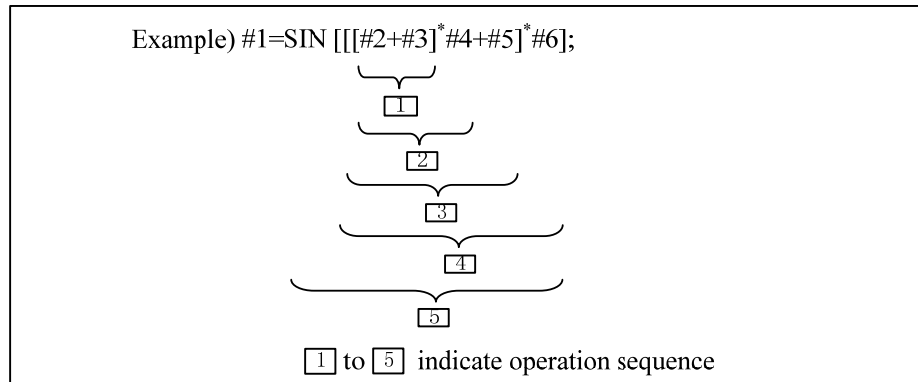 Example) #1=SIN [[[#2+#3]*#4+#5]*#6];
1
2
3
4
5
1 to 5 indicate operation sequence